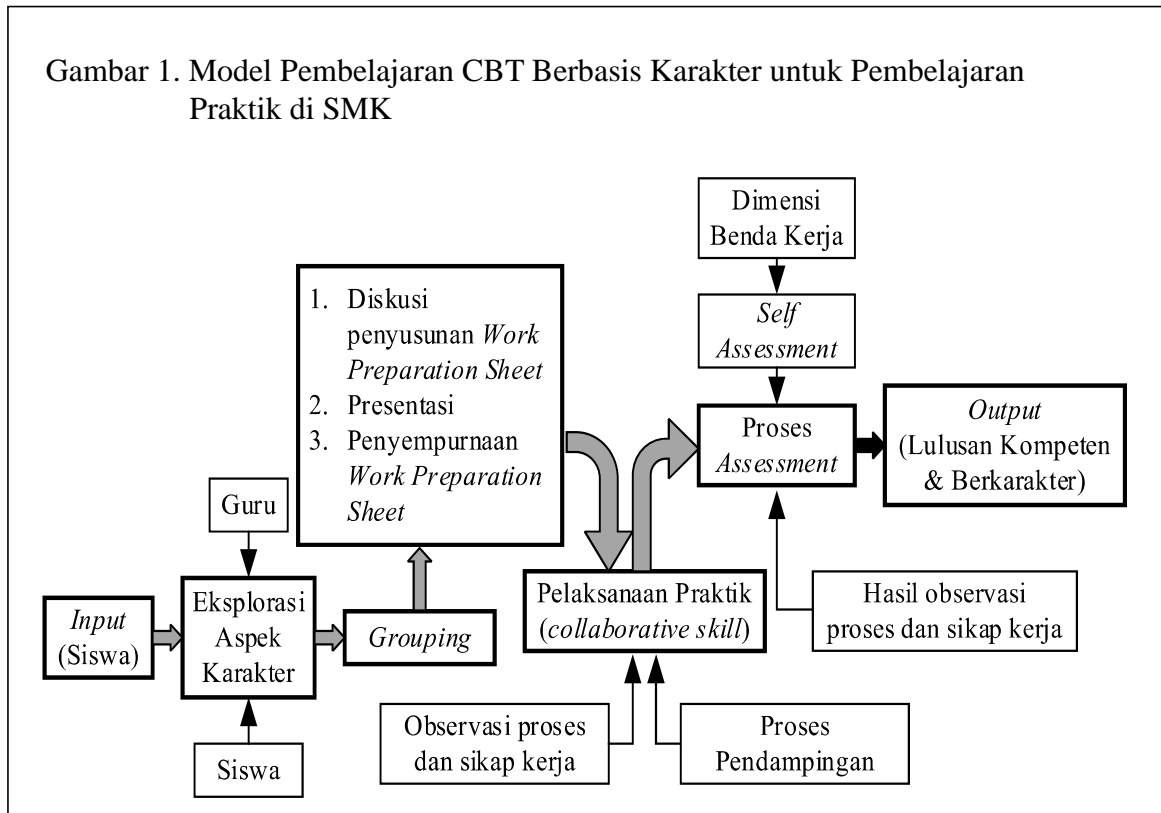 Gambar 1. Model Pembelajaran CBT Berbasis Karakter untuk Pembelajaran
Praktik di SMK
Dimensi
Benda Kerja
Self
Assessment
1. Diskusi
penyusunan Work
Preparation Sheet
2. Presentasi
3. Penyempurnaan
Work Preparation
Sheet
Proses
Assessment
Output
(Lulusan Kompeten
& Berkarakter)
Guru
Input
(Siswa)
Eksplorasi
Aspek
Karakter
Grouping
Pelaksanaan Praktik
(collaborative skill)
Hasil observasi
proses dan sikap kerja
Siswa
Observasi proses
dan sikap kerja
Proses
Pendampingan